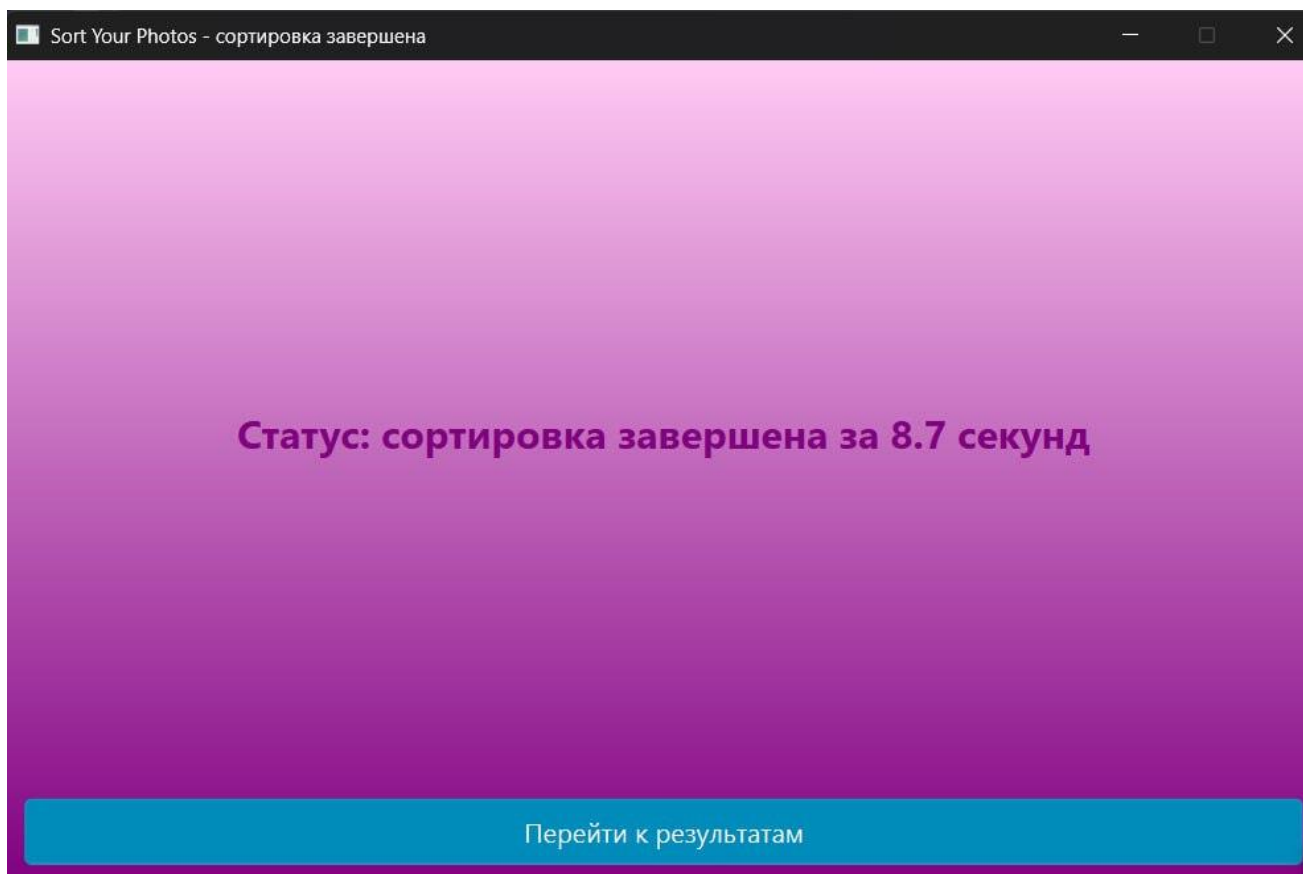 Sort Your Photos - сортировка завершена
Статус: сортировка завершена за 8.7 секунд
Перейти к результатам